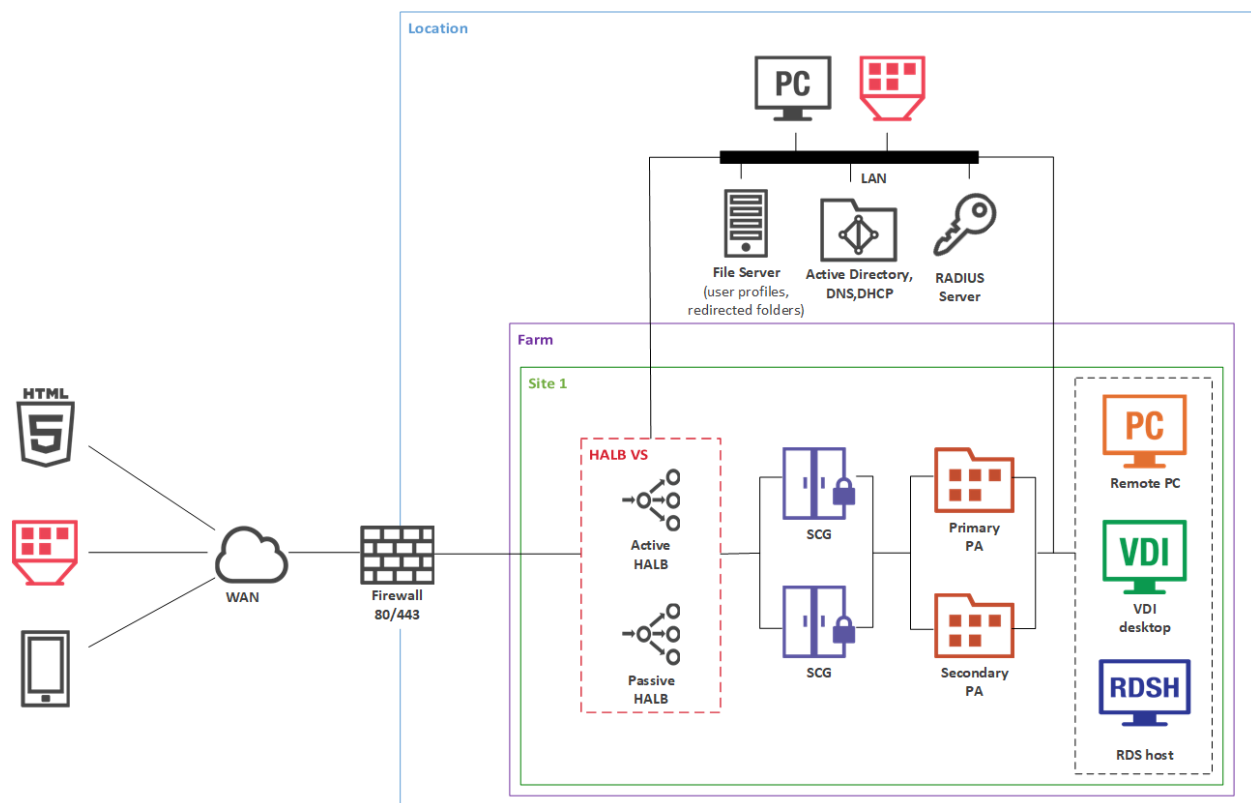 Location
PC
LAN
File Server
(user profiles,
redirected folders)
Active Directory,
DNS,DHCP
RADIUS
Server
Farm
Site 1
HTML
5
WAN
Firewall
80/443
HALB VS
Active
HALB
Passive
HALB
SCG
SCG
Primary
PA
Secondary
PA
PC
Remote PC
VDI
VDI
desktop
RDSH
RDS host